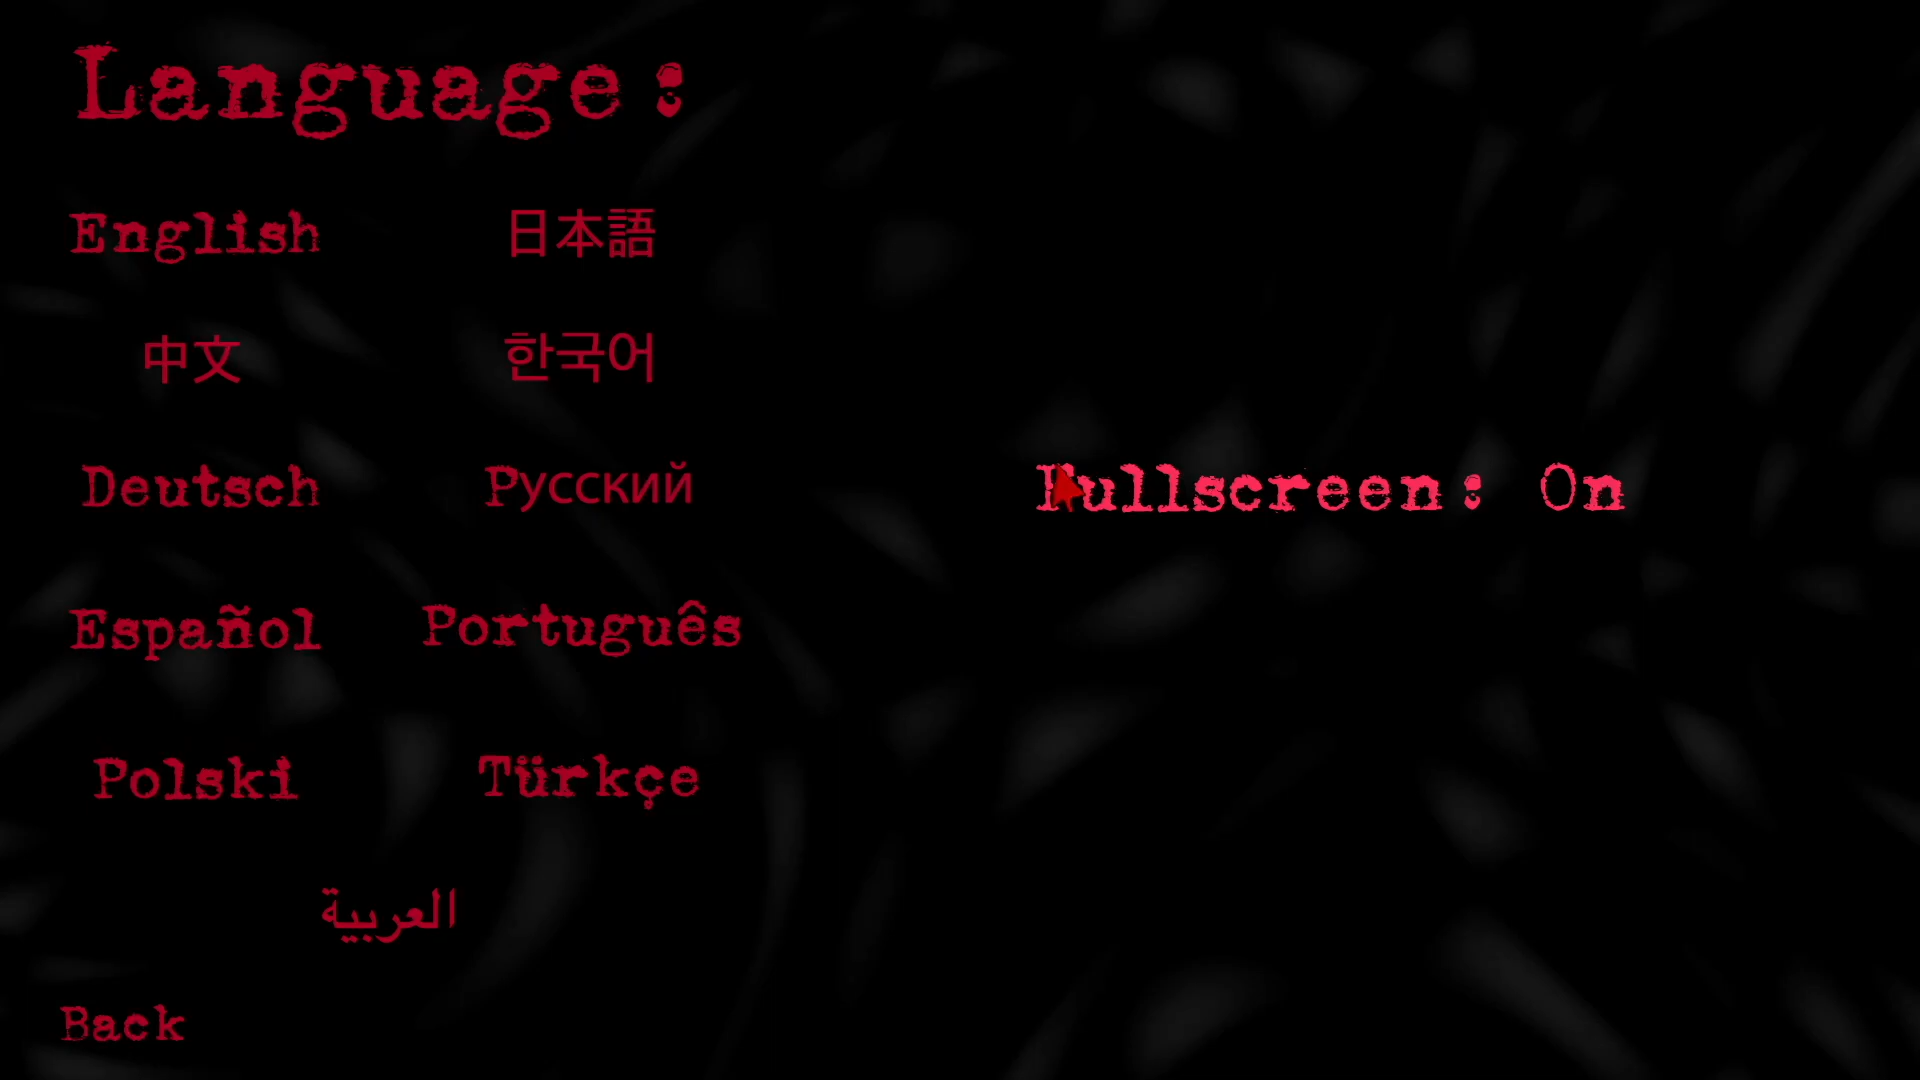 Language:
English 日本語
中文 한국어
Deutsch Русский
Fullscreen: On
Español Português
Polski Türkçe
العربية
Back